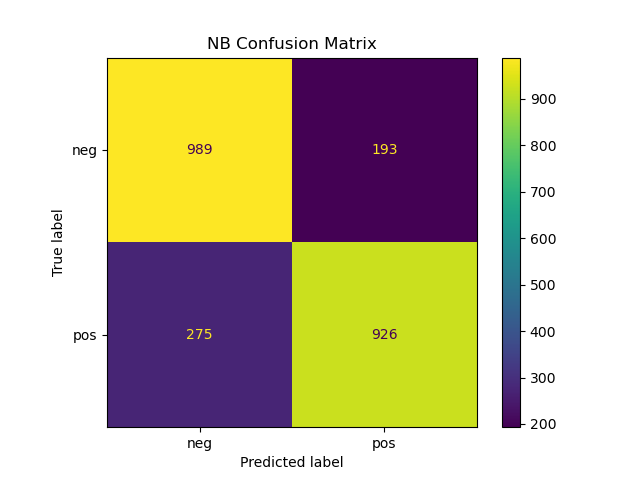 NB Confusion Matrix
True label
neg
989
193
pos
275
926
neg
pos
Predicted label
900
800
700
600
500
400
300
200